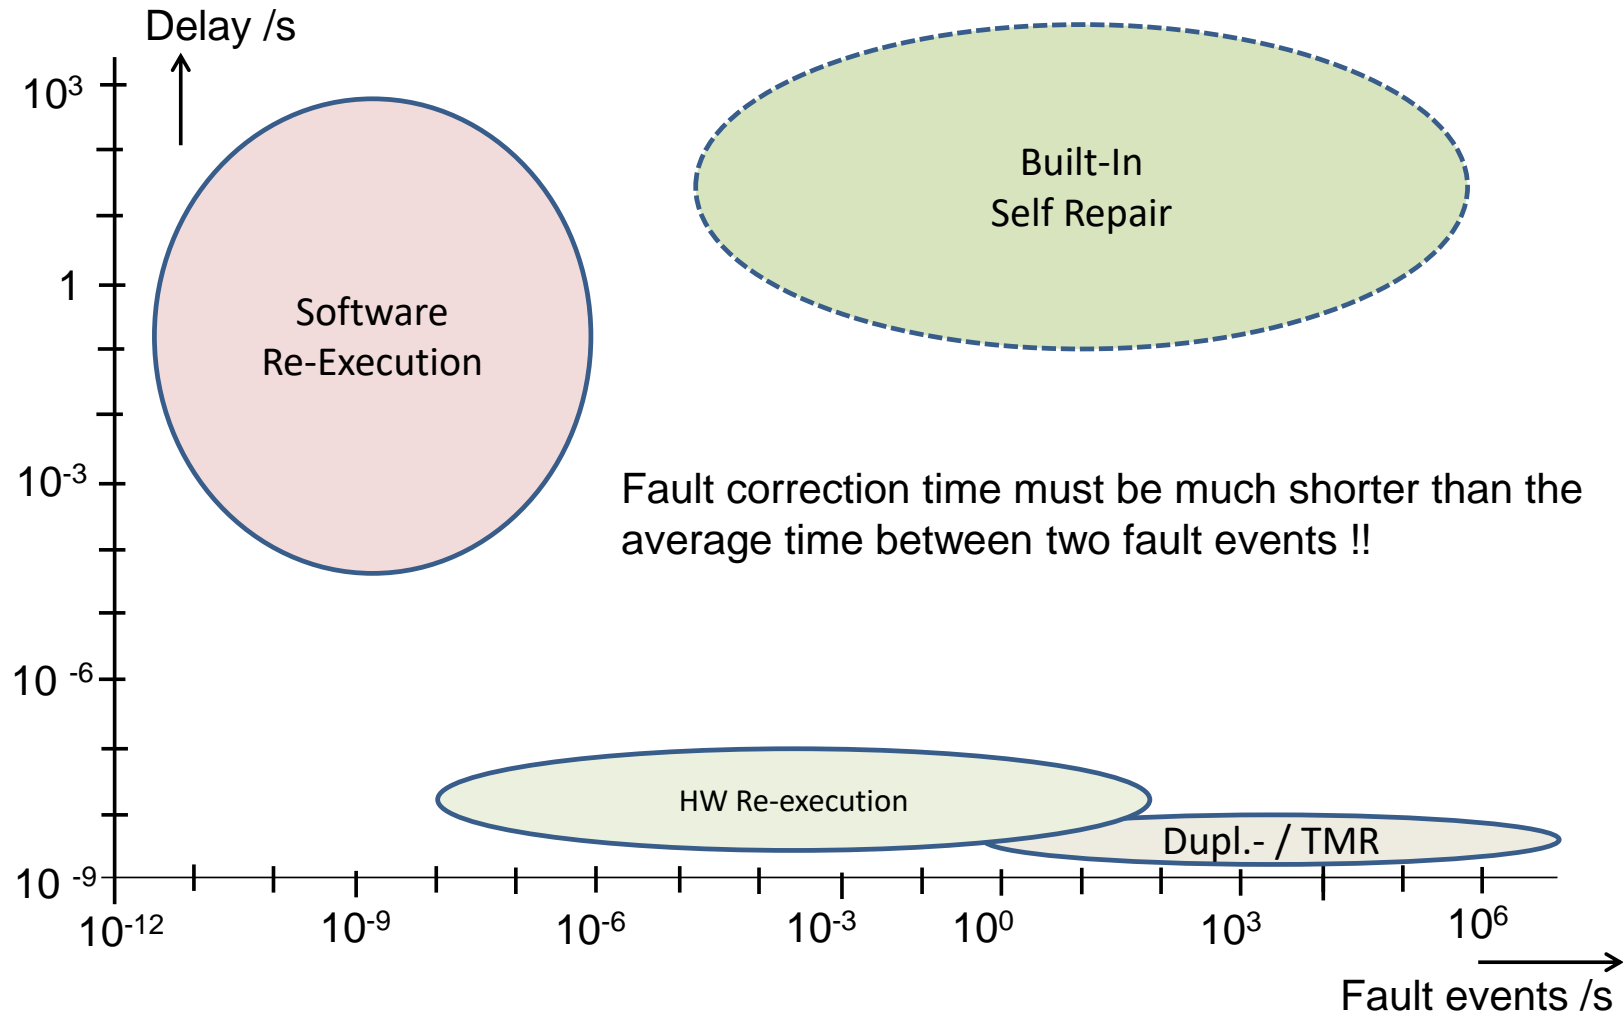 Delay /s
10³
Built-In
Self Repair
1
Software
Re-Execution
10⁻³
Fault correction time must be much shorter than the
average time between two fault events !!
10 ⁻⁶
HW Re-execution
Dupl.- / TMR
10 ⁻⁹
10⁻¹² 10⁻⁹ 10⁻⁶ 10⁻³ 10⁰ 10³ 10⁶
Fault events /s